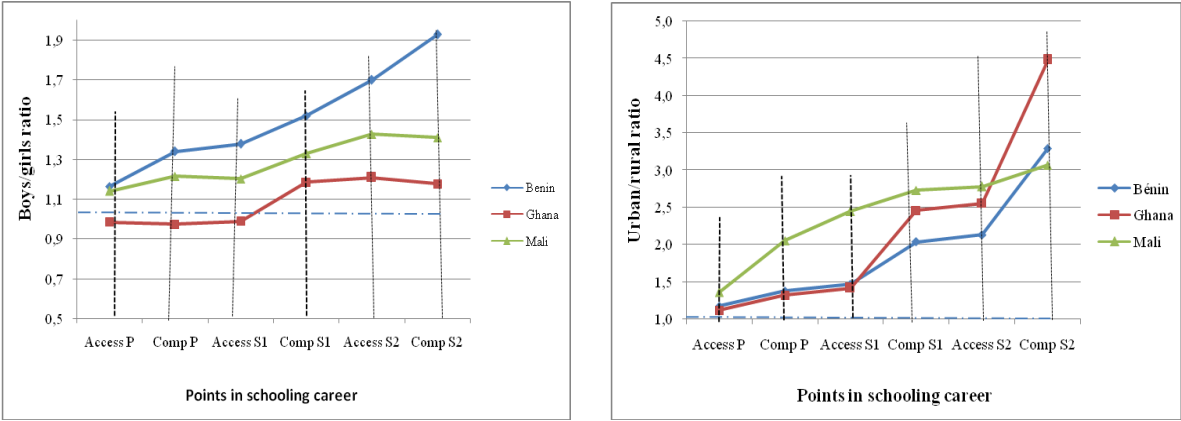 Boys/girls ratio
1,9
1,7
1,5
1,3
1,1
0,9
0,7
0,5
Access P Comp P Access S1 Comp S1 Access S2 Comp S2
Points in schooling career
Bénin
Ghana
Mali
Urban/rural ratio
5,0
4,5
4,0
3,5
3,0
2,5
2,0
1,5
1,0
Access P Comp P Access S1 Comp S1 Access S2 Comp S2
Points in schooling career
Bénin
Ghana
Mali